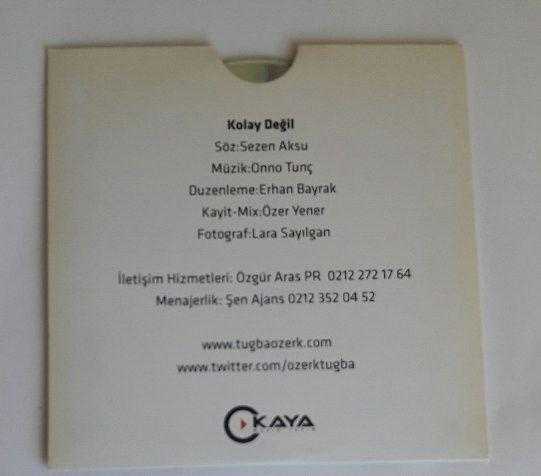 Kolay Değil
Söz:Sezen Aksu
Müzik:Onno Tunç
Duzenleme:Erhan Bayrak
Kayit-Mix:Özer Yener
Fotograf:Lara Sayılgan
İletişim Hizmetleri: Özgür Aras PR 0212 272 17 64
Menajerlik: Şen Ajans 0212 352 04 52
www.tugbaozerk.com
www.twitter.com/ozerktugba
KAYA